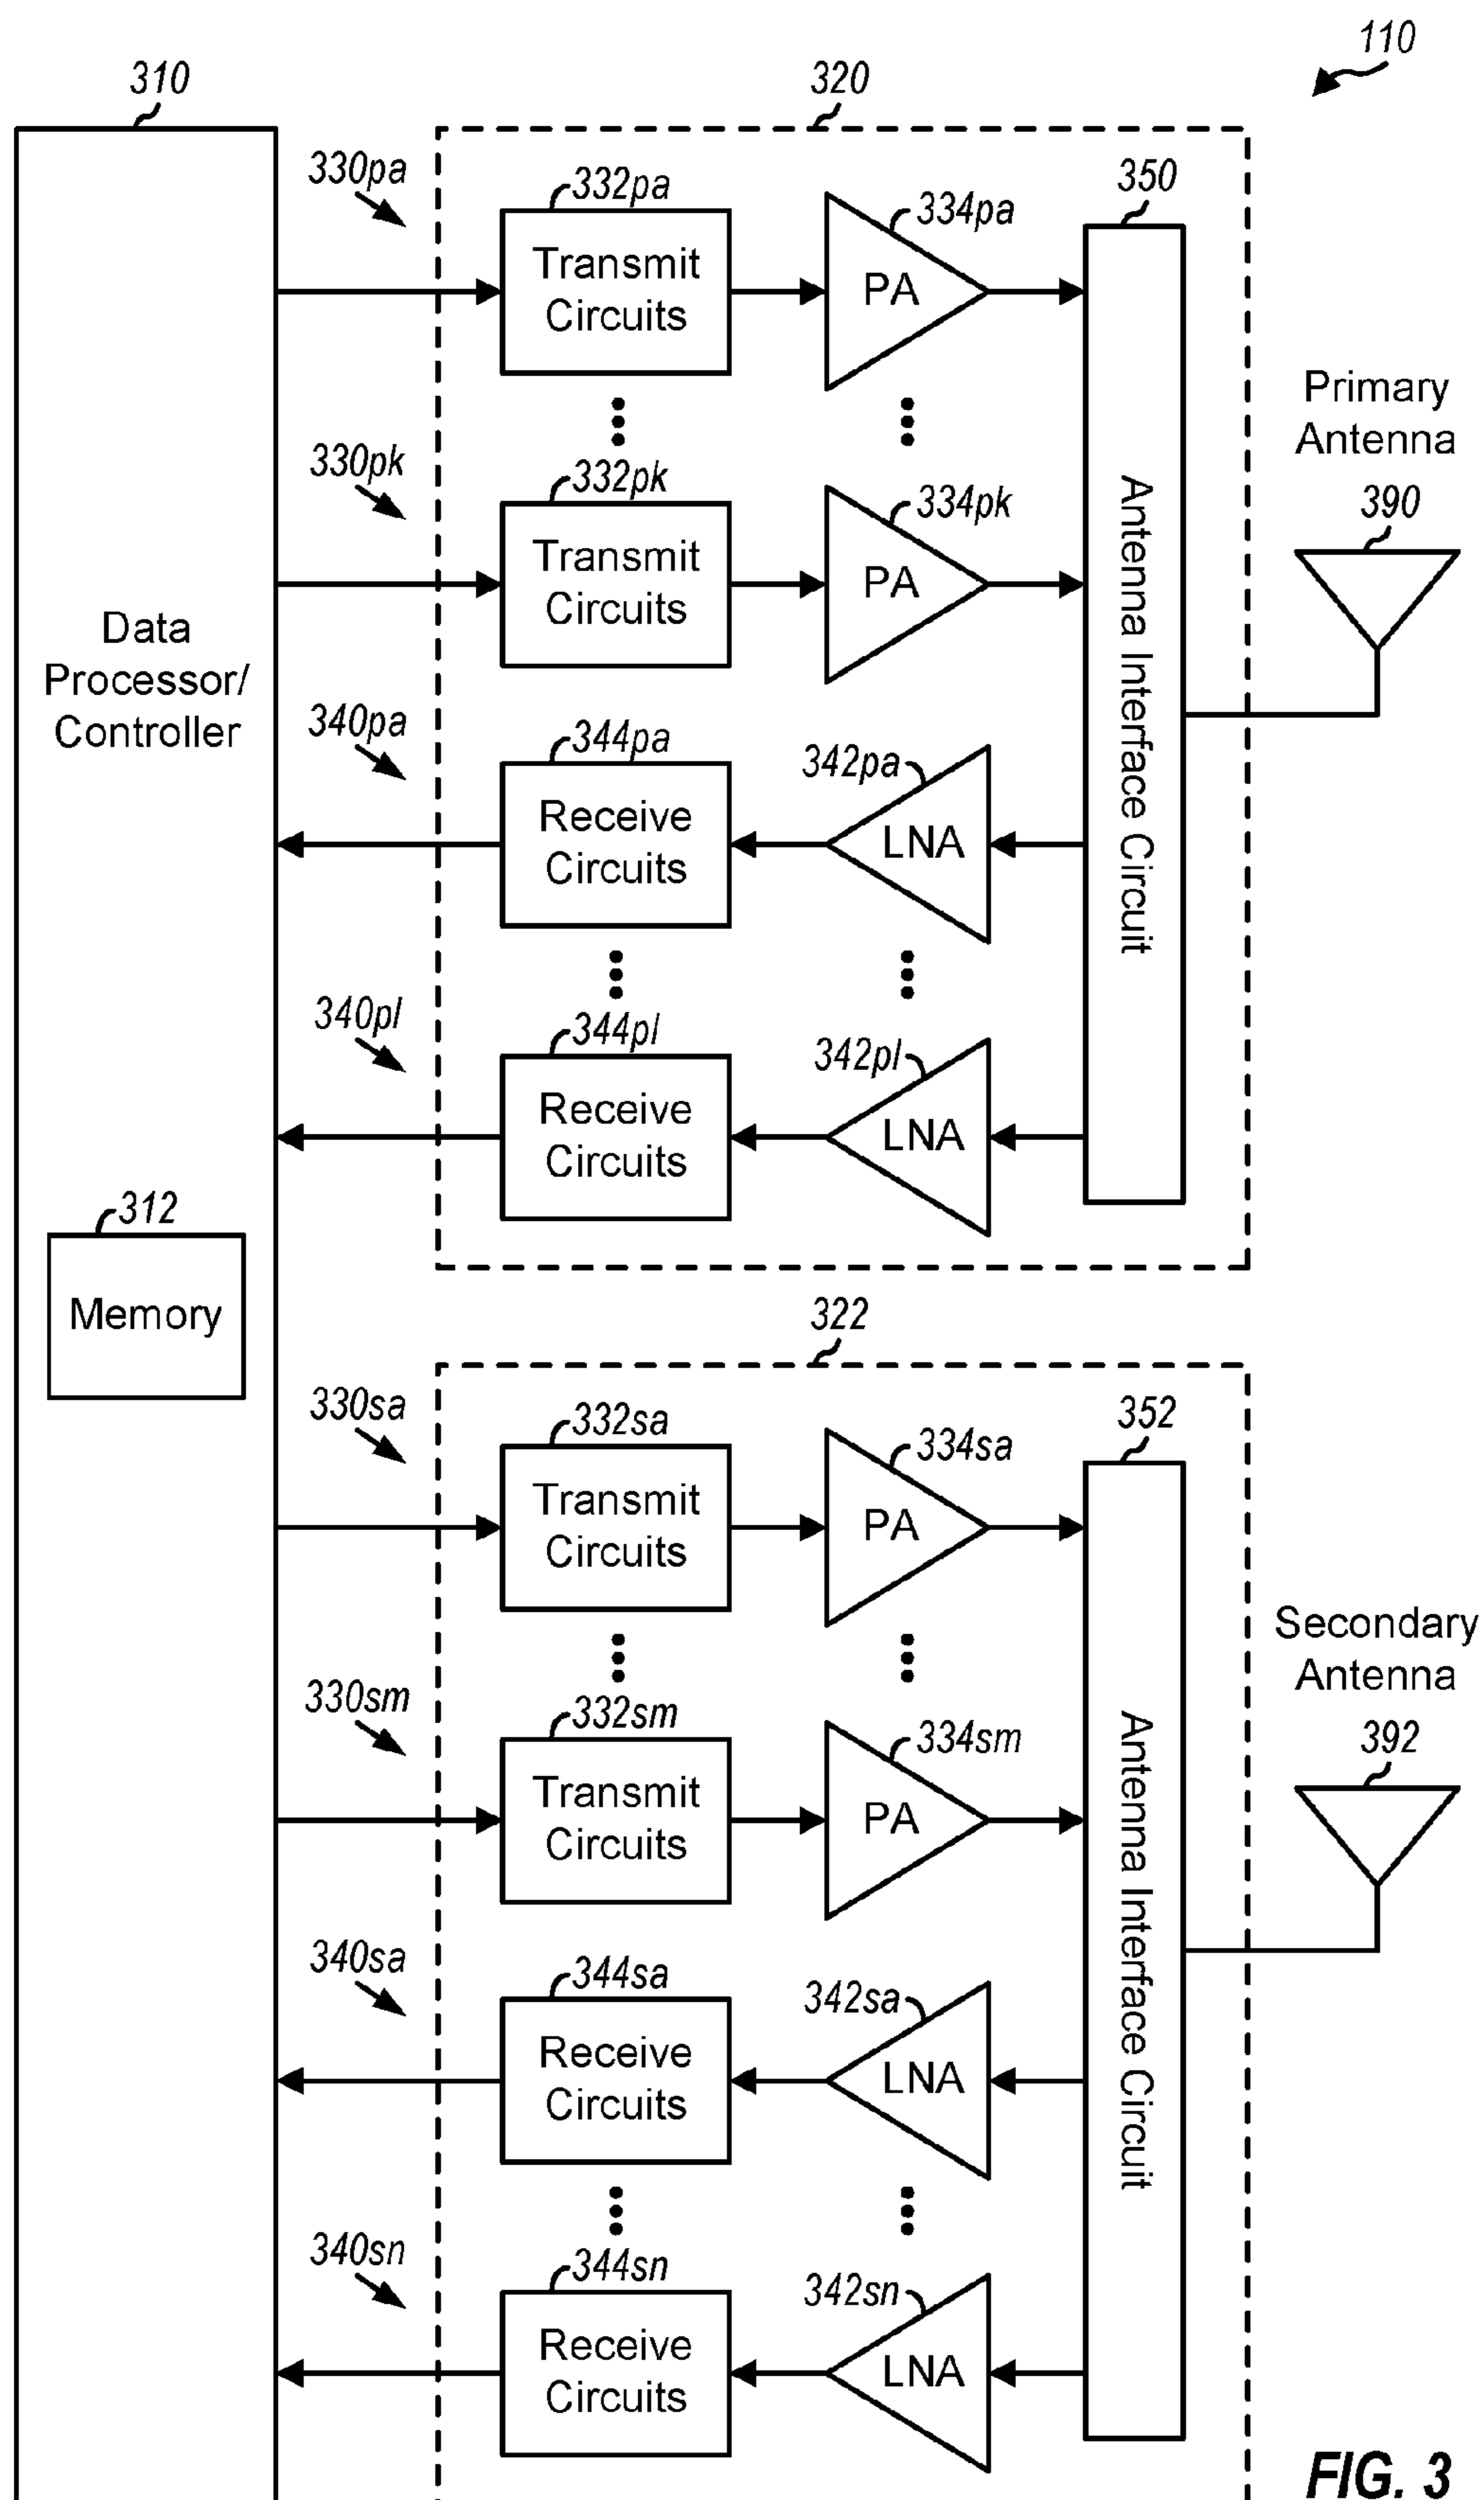 110
310
320
330pa
332pa
334pa
350
Transmit
Circuits
PA
Primary
Antenna
390
330pk
332pk
334pk
Transmit
Circuits
PA
Antenna Interface Circuit
Data
Processor/
Controller
340pa
344pa
342pa
Receive
Circuits
LNA
340pl
344pl
342pl
Receive
Circuits
LNA
312
Memory
322
330sa
332sa
334sa
352
Transmit
Circuits
PA
Secondary
Antenna
392
330sm
332sm
334sm
Transmit
Circuits
PA
Antenna Interface Circuit
340sa
344sa
342sa
Receive
Circuits
LNA
340sn
344sn
342sn
Receive
Circuits
LNA
FIG. 3